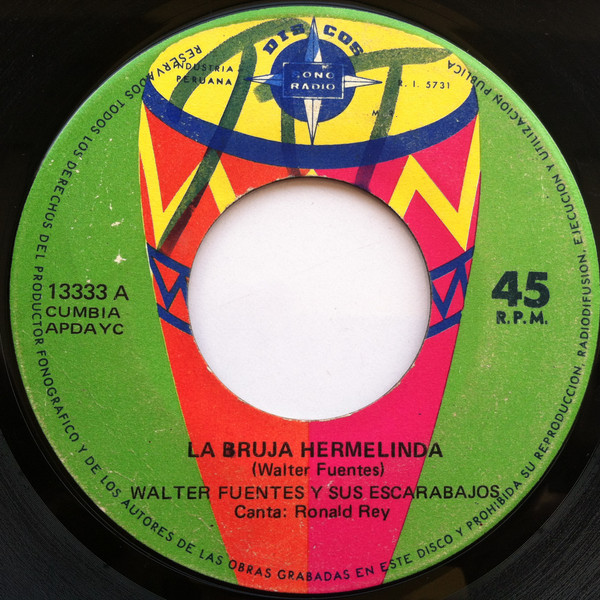 DISCOS
SONO
RADIO
INDUSTRIA
PERUANA
R. I. 5731
M. R.
13333 A
CUMBIA
APDAYC
45
R.P.M.
LA BRUJA HERMELINDA
(Walter Fuentes)
WALTER FUENTES Y SUS ESCARABAJOS
Canta: Ronald Rey
RESERVADOS TODOS LOS DERECHOS DEL PRODUCTOR FONOGRAFICO Y DE LOS AUTORES DE LAS OBRAS GRABADAS EN ESTE DISCO Y PROHIBIDA SU REPRODUCCION, RADIODIFUSION, EJECUCION Y UTILIZACION PUBLICA